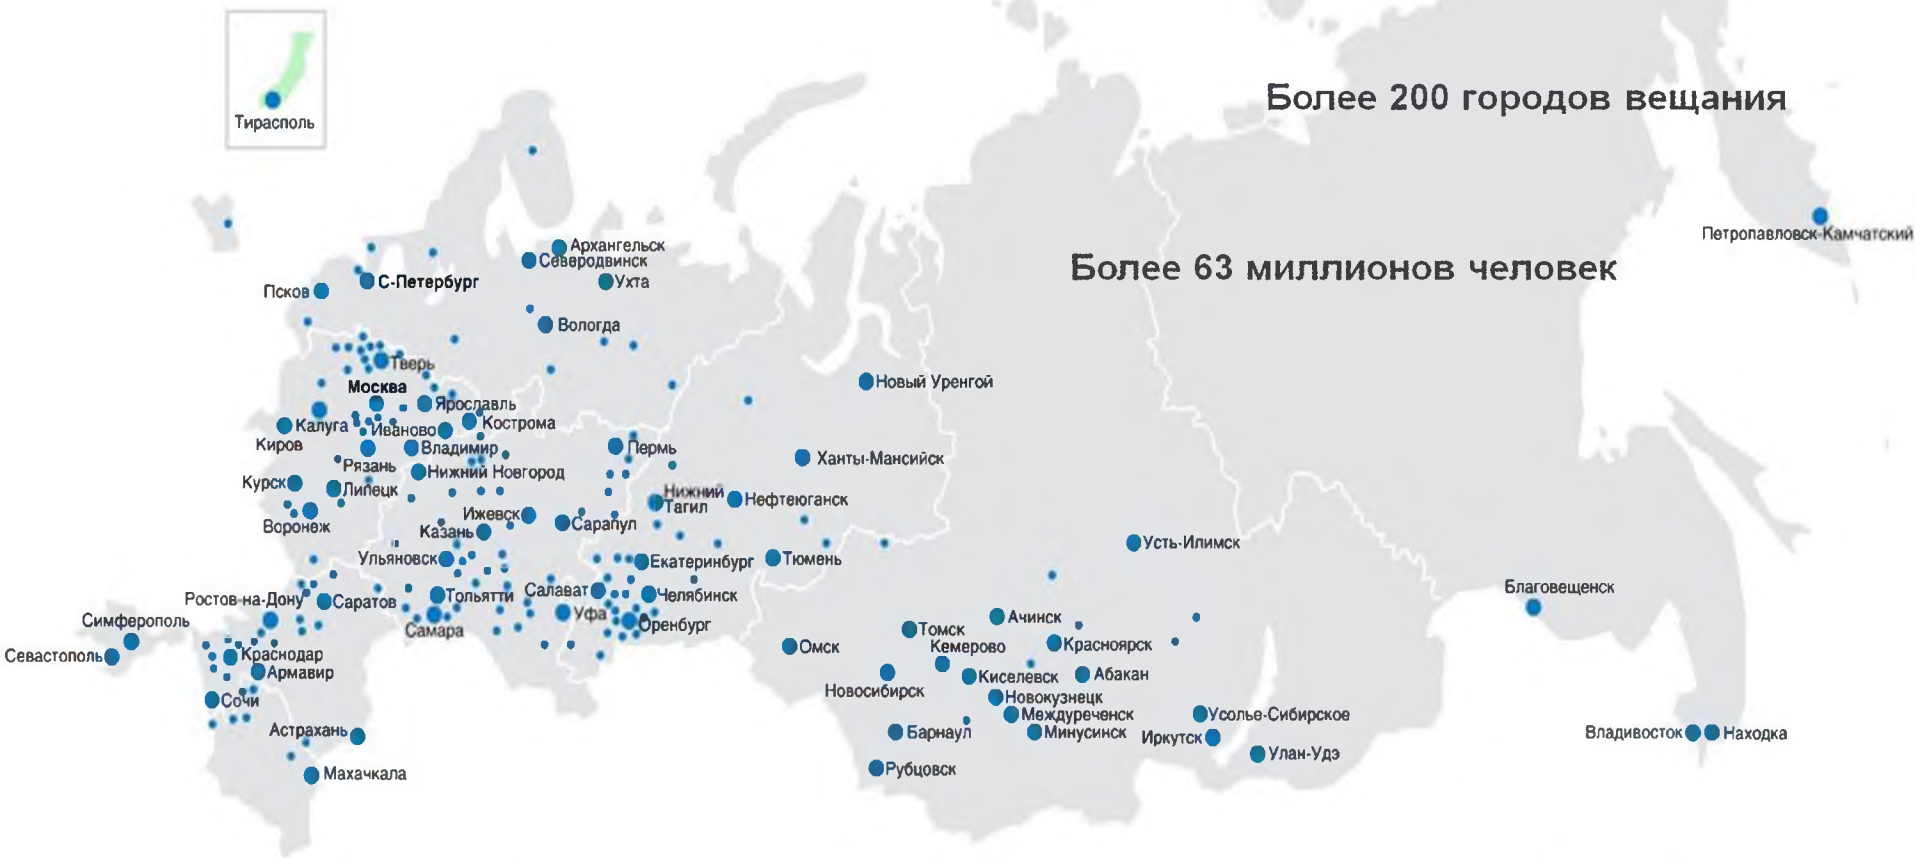 Более 200 городов вещания
Тирасполь
Петропавловск-Камчатский
Архангельск
Северодвинск
Более 63 миллионов человек
С-Петербург
Ухта
Псков
Вологда
Тверь
Москва
Новый Уренгой
Ярославль
Калуга
Иваново
Кострома
Киров
Владимир
Пермь
Ханты-Мансийск
Рязань
Нижний Новгород
Курск
Липецк
Нижний
Тагил
Нефтеюганск
Воронеж
Ижевск
Сарапул
Казань
Усть-Илимск
Ульяновск
Екатеринбург
Тюмень
Благовещенск
Ростов-на-Дону
Саратов
Тольятти
Салават
Челябинск
Симферополь
Самара
Уфа
Оренбург
Ачинск
Томск
Красноярск
Севастополь
Краснодар
Омск
Кемерово
Армавир
Киселевск
Абакан
Новосибирск
Сочи
Новокузнецк
Междуреченск
Усолье-Сибирское
Астрахань
Барнаул
Минусинск
Иркутск
Владивосток
Находка
Улан-Удэ
Махачкала
Рубцовск